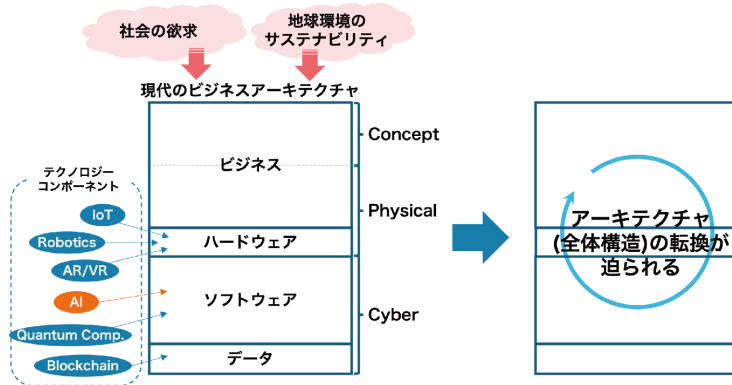 社会の欲求
地球環境の
サステナビリティ
現代のビジネスアーキテクチャ
ビジネス
ハードウェア
ソフトウェア
データ
Concept
Physical
Cyber
テクノロジー
コンポーネント
IoT
Robotics
AR/VR
AI
Quantum Comp.
Blockchain
アーキテクチャ
(全体構造)の転換が
迫られる